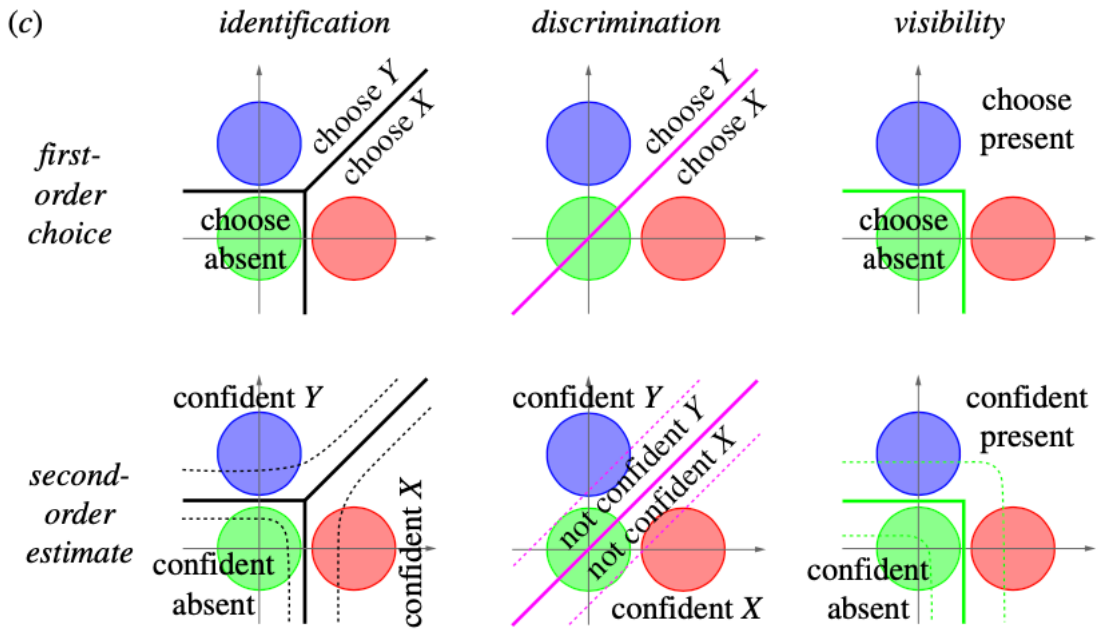 (c)
identification
discrimination
visibility
first-
order
choice
choose Y
choose X
choose
absent
choose Y
choose X
choose
present
choose
absent
second-
order
estimate
confident Y
confident X
confident
absent
confident Y
not confident Y
not confident X
confident X
confident
present
confident
absent